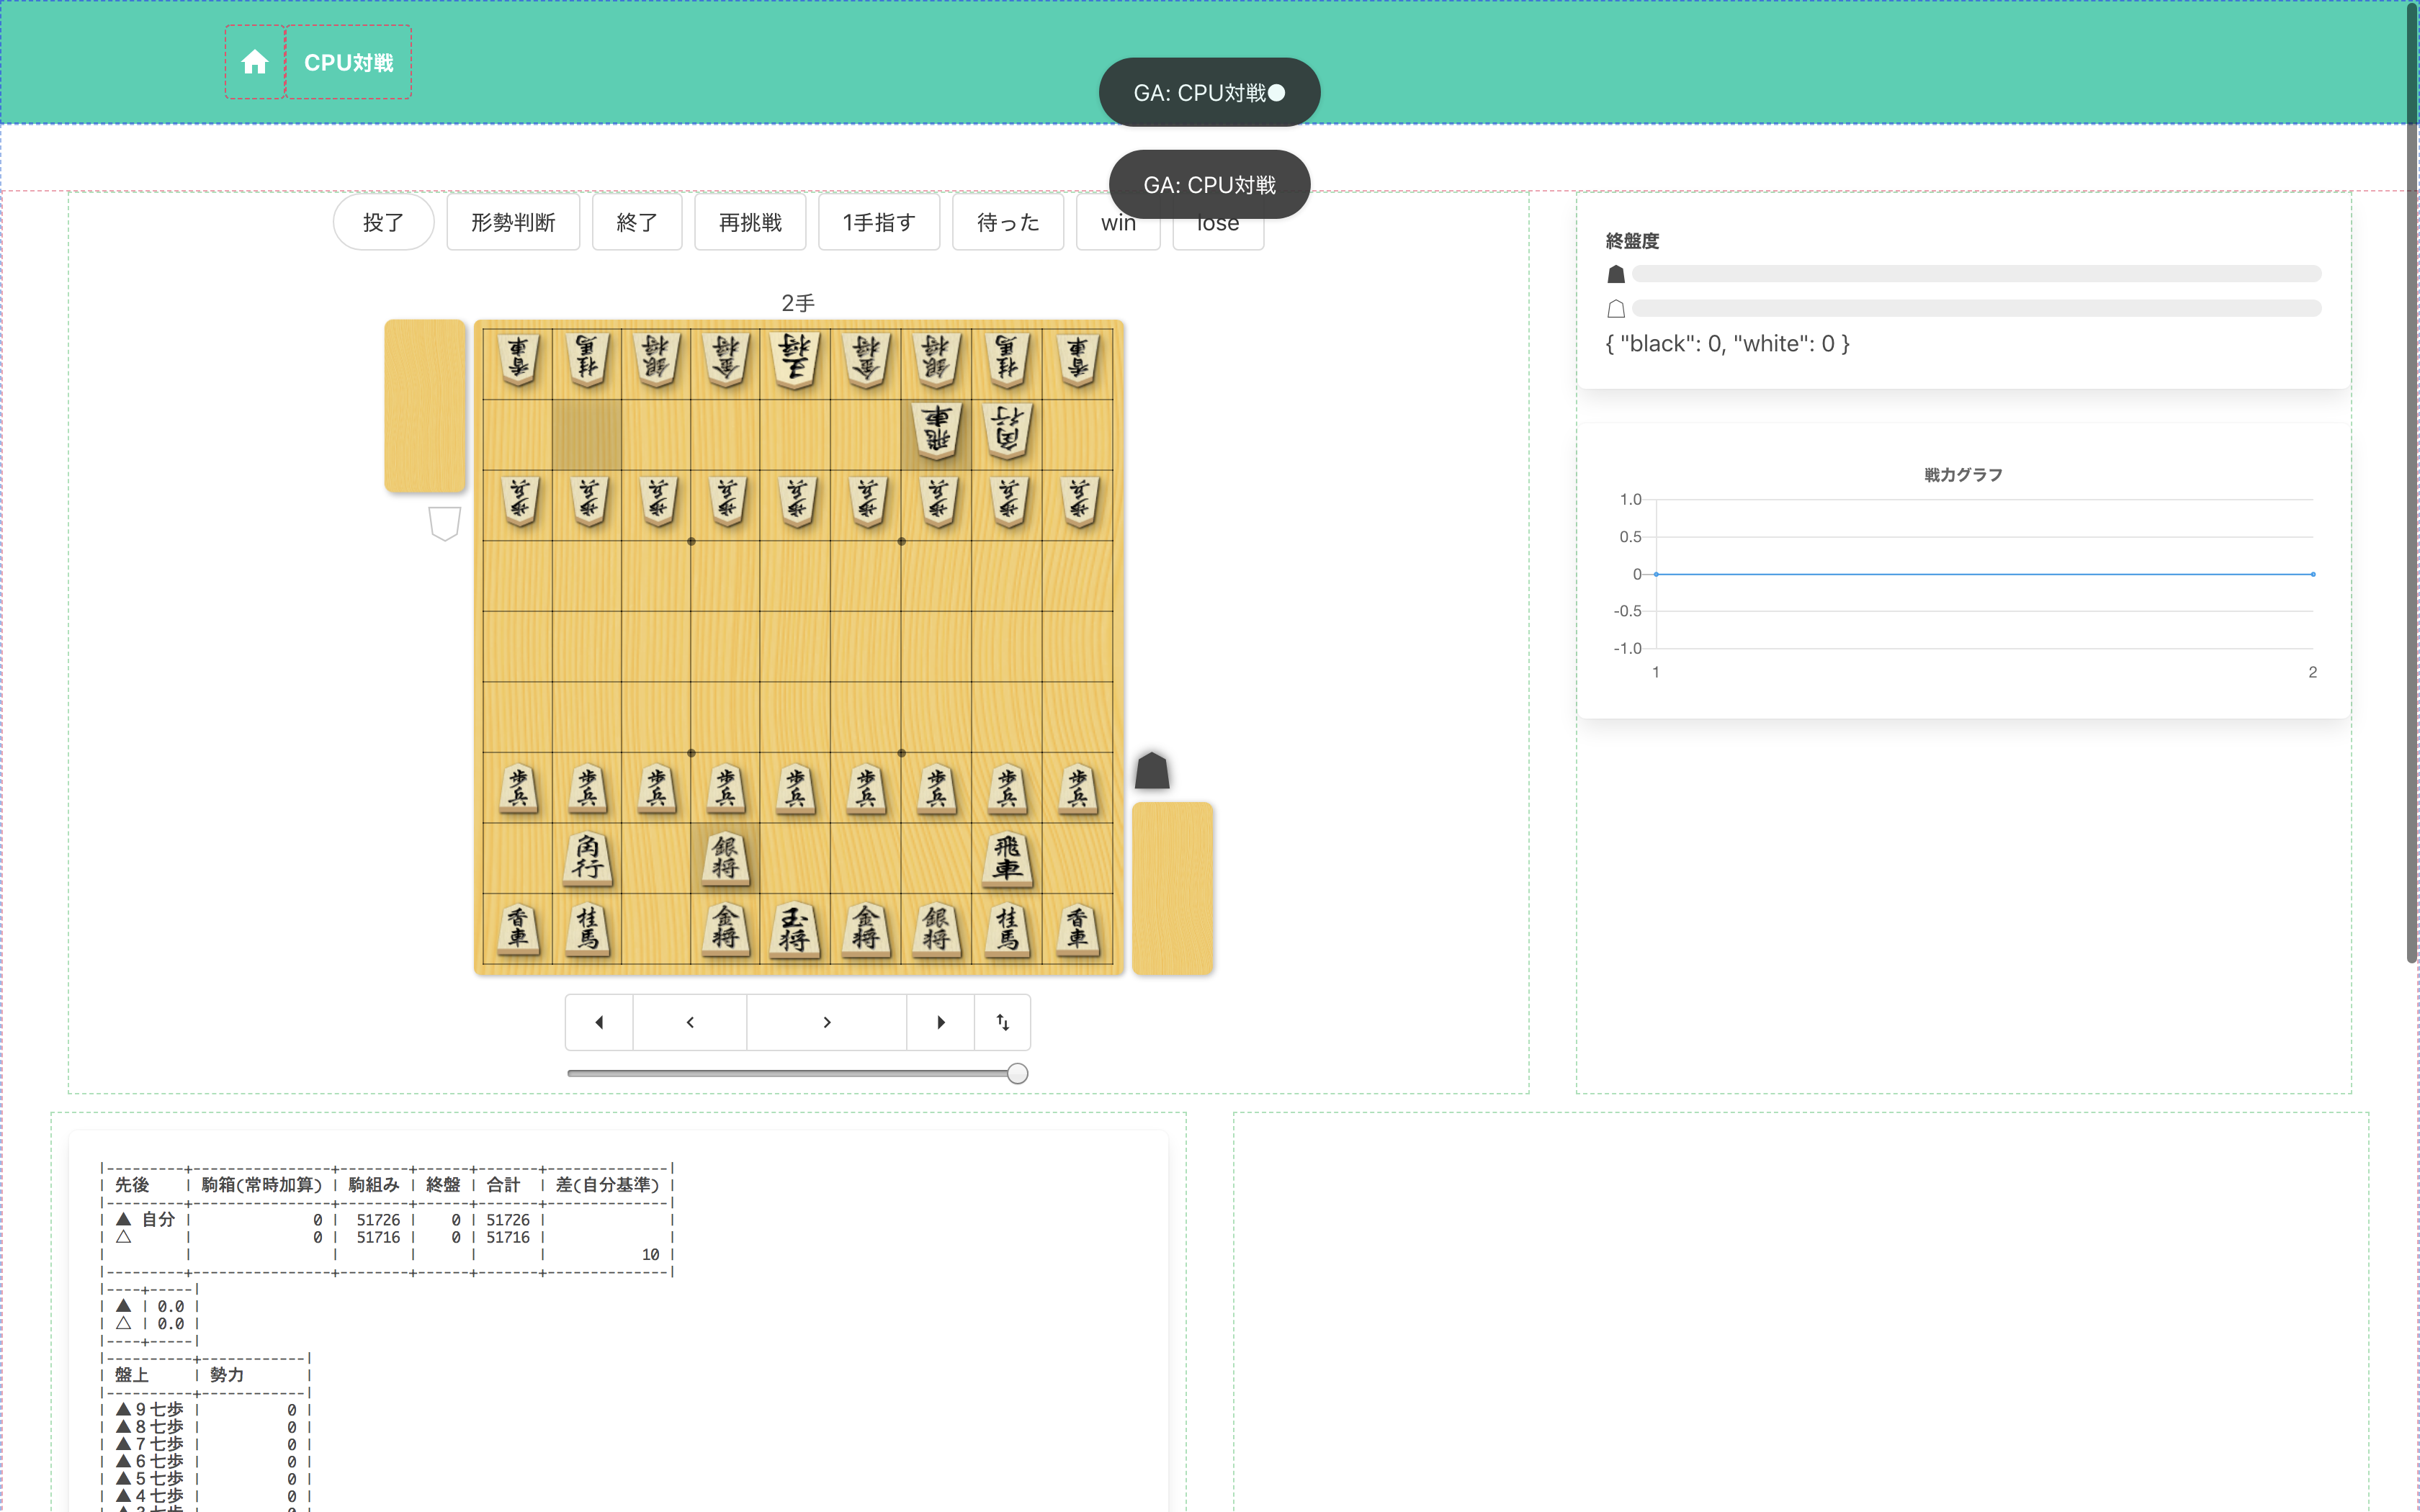 CPU対戦
GA: CPU対戦
GA: CPU対戦
投了
形勢判断
終了
再挑戦
1手指す
待った
win
lose
2手
香車 桂馬 銀将 金将 王将 金将 銀将 桂馬 香車
飛車 角行
歩兵 歩兵 歩兵 歩兵 歩兵 歩兵 歩兵 歩兵 歩兵
歩兵 歩兵 歩兵 歩兵 歩兵 歩兵 歩兵 歩兵 歩兵
角行 銀将 飛車
香車 桂馬 金将 玉将 金将 銀将 桂馬 香車
終盤度
{ "black": 0, "white": 0 }
戦力グラフ
1.0
0.5
0
-0.5
-1.0
1 2
|---------+----------------+--------+------+-------+--------------|
| 先後 | 駒箱(常時加算) | 駒組み | 終盤 | 合計 | 差(自分基準) |
|---------+----------------+--------+------+-------+--------------|
| ▲ 自分 | 0 | 51726 | 0 | 51726 | |
| △ | 0 | 51716 | 0 | 51716 | |
| | | | | | 10 |
|---------+----------------+--------+------+-------+--------------|
|----+-----|
| ▲ | 0.0 |
| △ | 0.0 |
|----+-----|
|----------+------------|
| 盤上 | 勢力 |
|----------+------------|
| ▲9七歩 | 0 |
| ▲8七歩 | 0 |
| ▲7七歩 | 0 |
| ▲6七歩 | 0 |
| ▲5七歩 | 0 |
| ▲4七歩 | 0 |